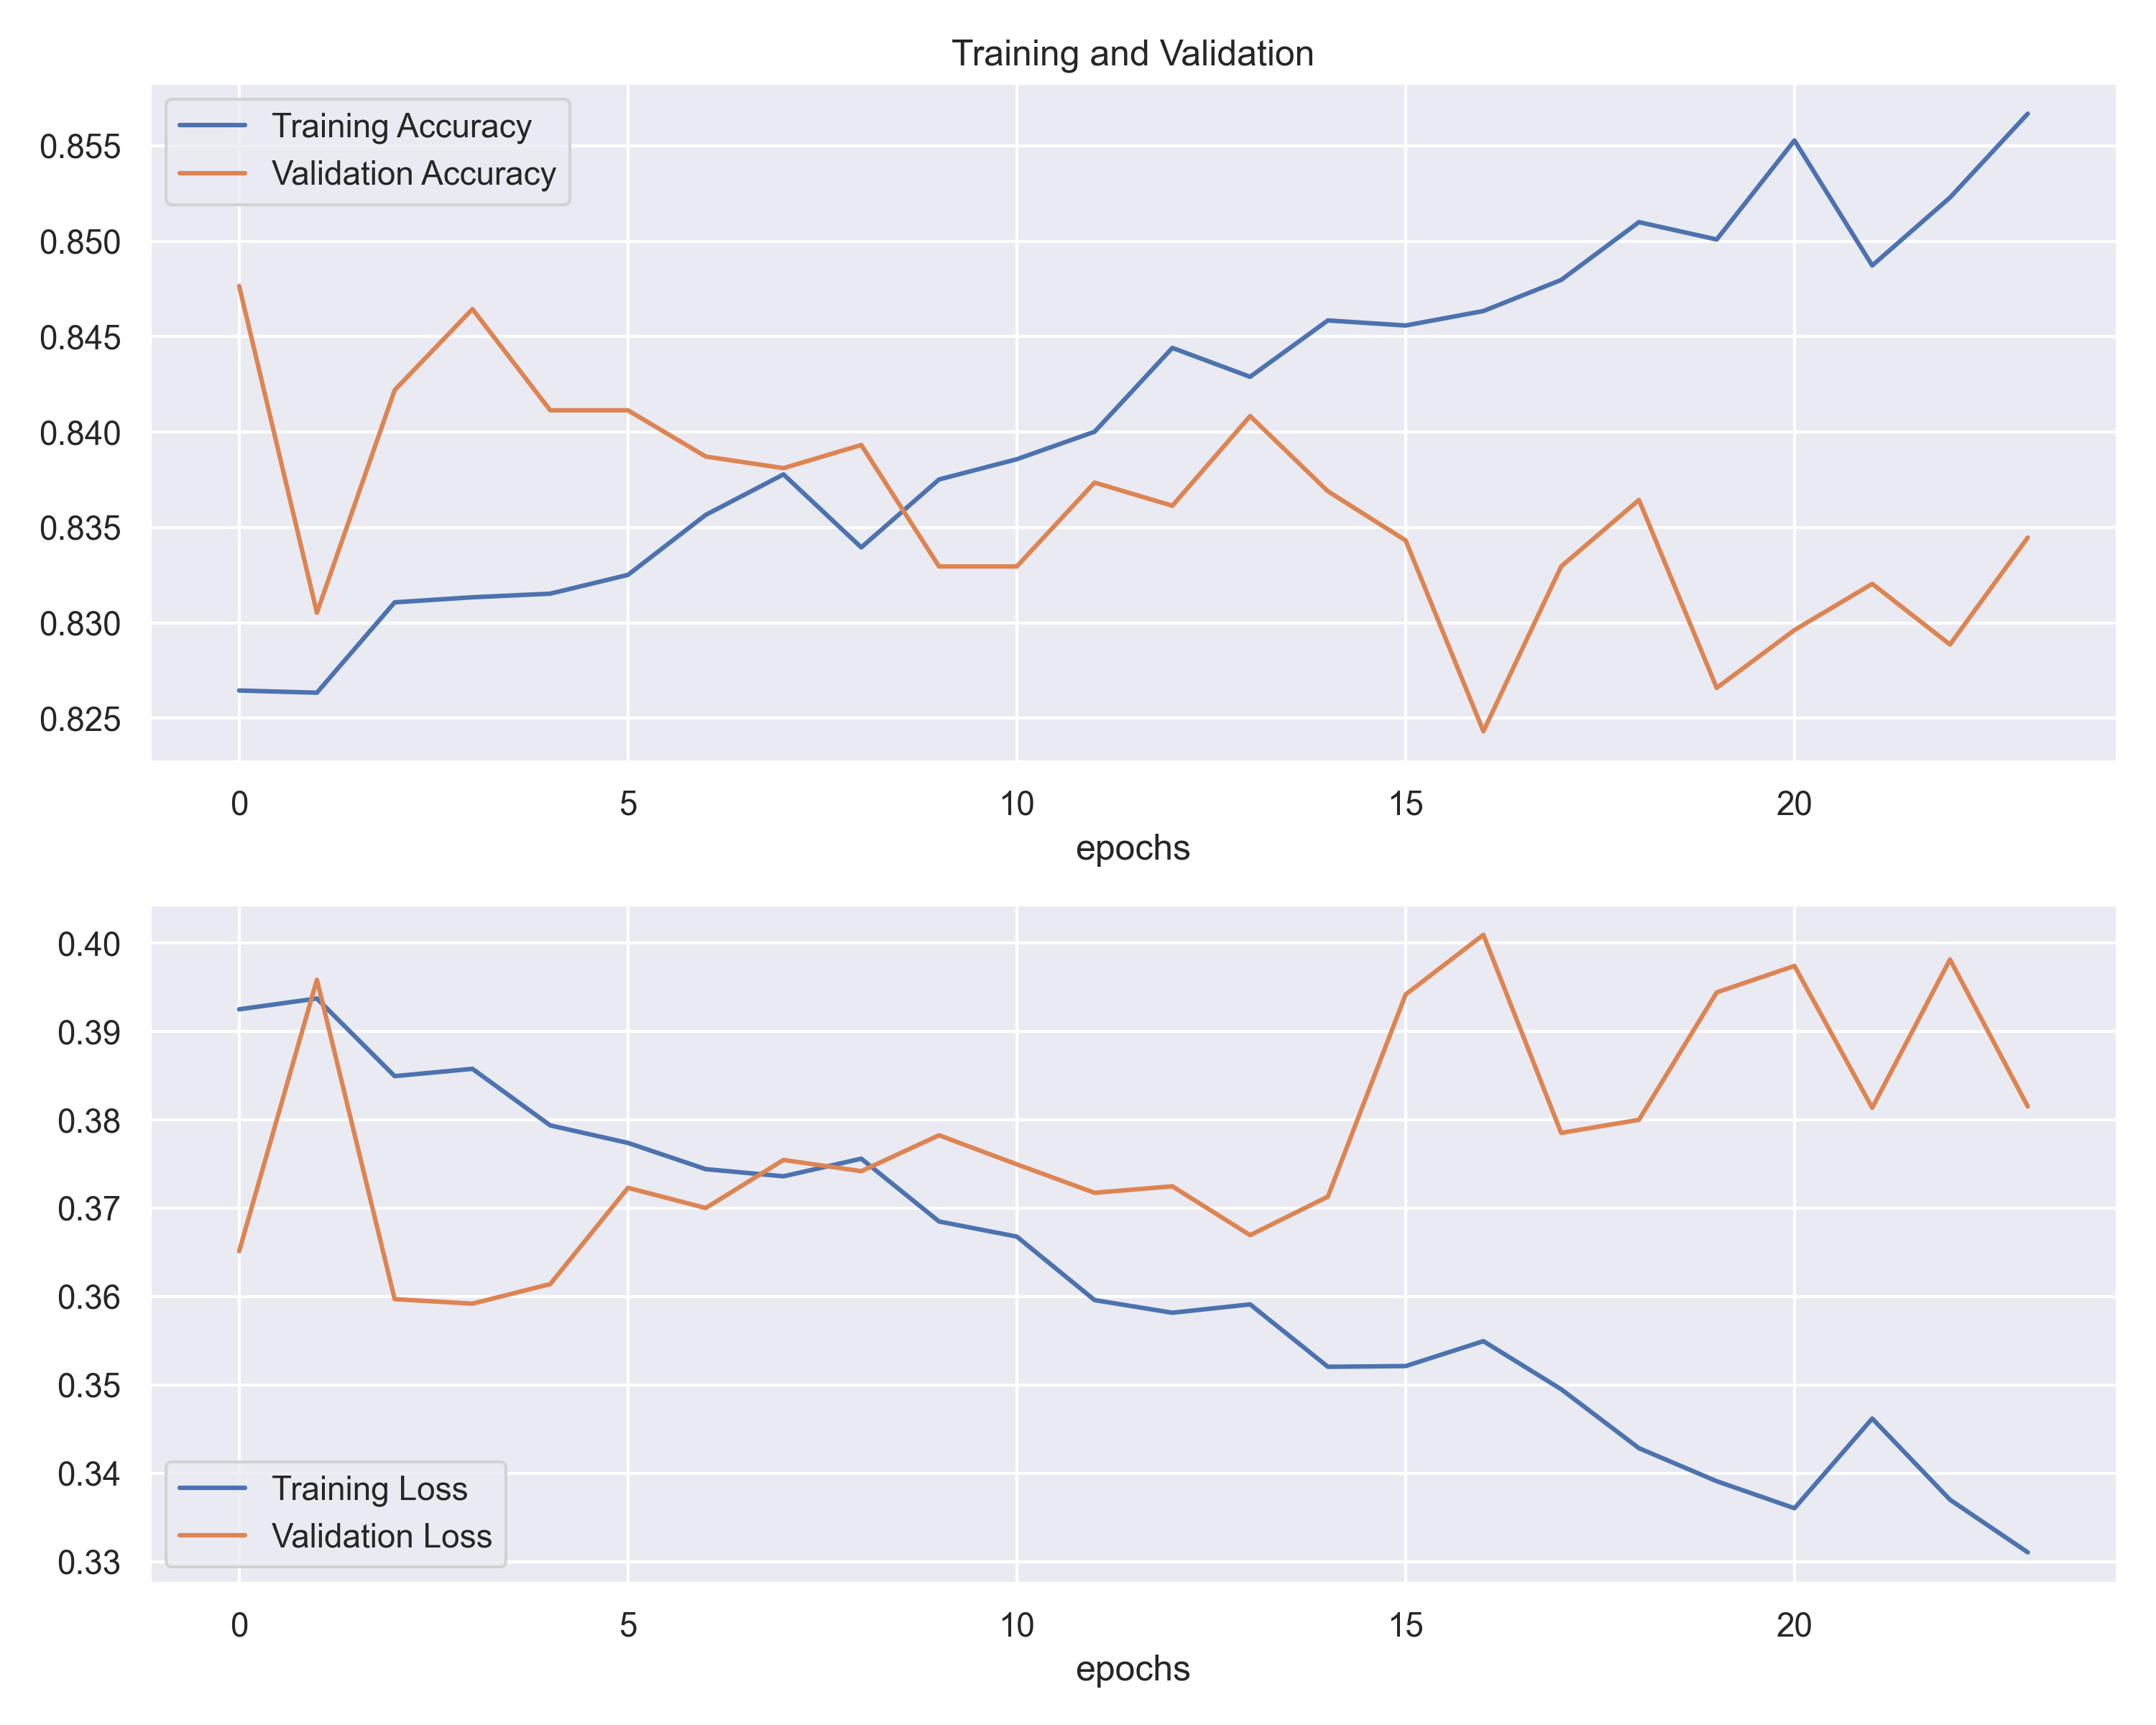 Training and Validation
Training Accuracy
Validation Accuracy
0.855
0.850
0.845
0.840
0.835
0.830
0.825
0 5 10 15 20
epochs
0.40
0.39
0.38
0.37
0.36
0.35
0.34
0.33
Training Loss
Validation Loss
0 5 10 15 20
epochs